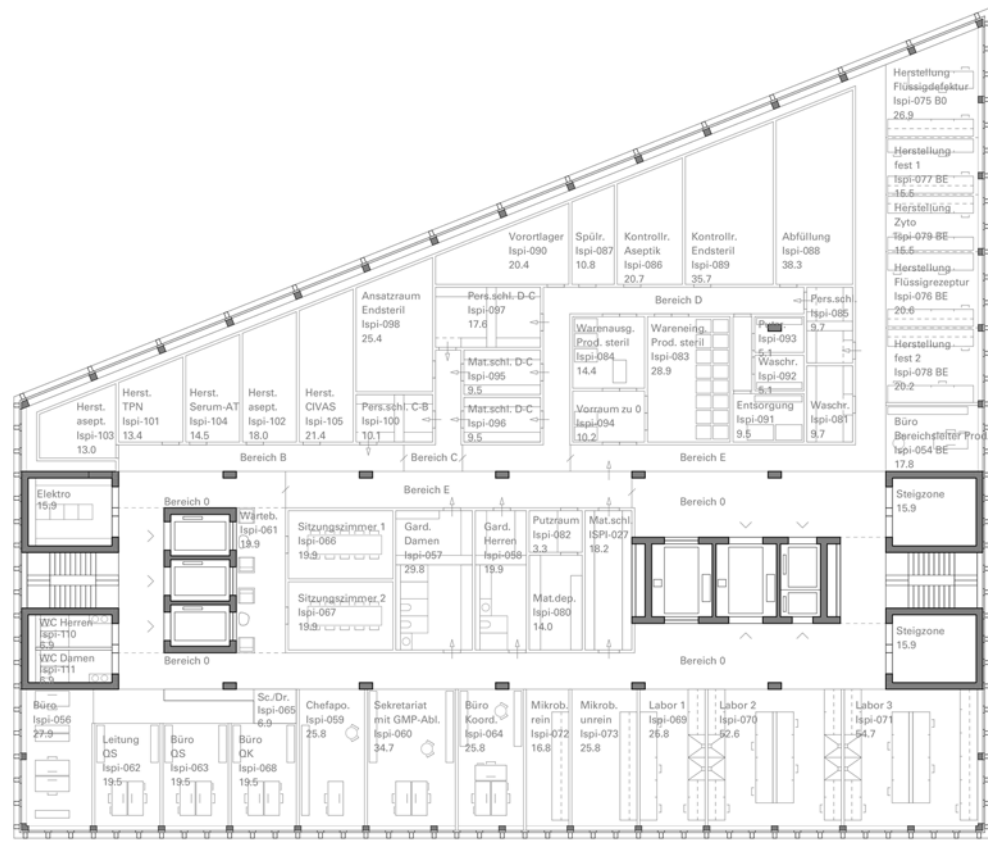 Herstellung
Flüssigdefektur
Ispi-075 B0
26.9
Herstellung
fest 1
Ispi-077 BE
15.5
Herstellung
Zyto
Ispi-079 BE
15.5
Herstellung
Flüssigrezeptur
Ispi-076 BE
20.6
Herstellung
fest 2
Ispi-078 BE
20.2
Büro
Bereichsleiter Prod.
Ispi-054 BE
17.8
Vorortlager
Ispi-090
20.4
Spülr.
Ispi-087
10.8
Kontrollr.
Aseptik
Ispi-086
20.7
Kontrollr.
Endsteril
Ispi-089
35.7
Abfüllung
Ispi-088
38.3
Ansatzraum
Endsteril
Ispi-098
25.4
Pers.schl. D-C
Ispi-097
17.6
Bereich D
Pers.sch
Ispi-085
9.7
Warenausg.
Prod. steril
Ispi-084
14.4
Wareneing.
Prod. steril
Ispi-083
28.9
Ispi-093
5.1
Mat.schl. D-C
Ispi-095
9.5
Waschr.
Ispi-092
5.1
Herst.
asept.
Ispi-103
13.0
Herst.
TPN
Ispi-101
13.4
Herst.
Serum-AT
Ispi-104
14.5
Herst.
asept.
Ispi-102
18.0
Herst.
CIVAS
Ispi-105
21.4
Pers.schl. C-B
Ispi-100
10.1
Mat.schl. D-C
Ispi-096
9.5
Vorraum zu 0
Ispi-094
10.2
Entsorgung
Ispi-091
9.5
Waschr.
Ispi-081
9.7
Bereich B
Bereich C
Bereich E
Elektro
15.9
Bereich 0
Bereich E
Bereich 0
Steigzone
15.9
Warteb.
Ispi-061
19.9
Sitzungszimmer 1
Ispi-066
19.9
Gard.
Damen
Ispi-057
29.8
Gard.
Herren
Ispi-058
19.9
Putzraum
Ispi-082
3.3
Mat.schl.
ISPI-027
18.2
Sitzungszimmer 2
Ispi-067
19.9
Mat.dep.
Ispi-080
14.0
WC Herren
Ispi-110
6.9
WC Damen
Ispi-111
6.9
Bereich 0
Bereich 0
Steigzone
15.9
Büro
Ispi-056
27.9
Sc./Dr.
Ispi-065
6.9
Leitung
QS
Ispi-062
19.5
Büro
QS
Ispi-063
19.5
Büro
QK
Ispi-068
19.5
Chefapo.
Ispi-059
25.8
Sekretariat
mit GMP-Abl.
Ispi-060
34.7
Büro
Koord.
Ispi-064
25.8
Mikrob.
rein
Ispi-072
16.8
Mikrob.
unrein
Ispi-073
25.8
Labor 1
Ispi-069
25.8
Labor 2
Ispi-070
52.6
Labor 3
Ispi-071
54.7